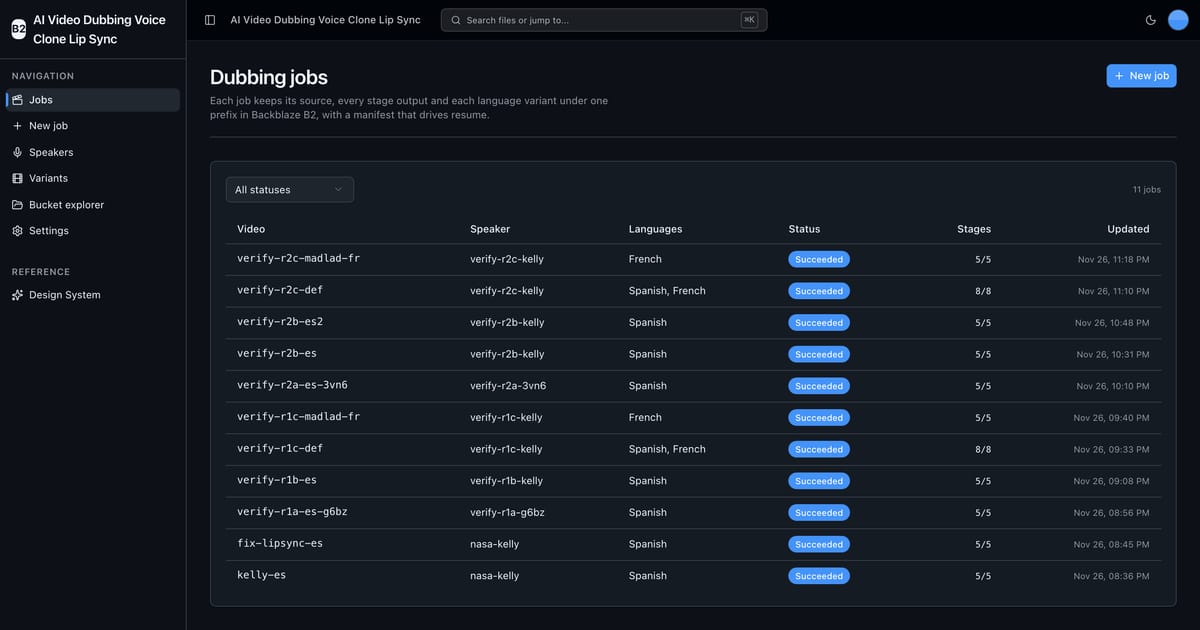 B2
AI Video Dubbing Voice
Clone Lip Sync
NAVIGATION
Jobs
New job
Speakers
Variants
Bucket explorer
Settings
REFERENCE
Design System
AI Video Dubbing Voice Clone Lip Sync
Search files or jump to...
⌘K
Dubbing jobs
Each job keeps its source, every stage output and each language variant under one
prefix in Backblaze B2, with a manifest that drives resume.
+ New job
All statuses
11 jobs
Video Speaker Languages Status Stages Updated
verify-r2c-madlad-fr verify-r2c-kelly French Succeeded 5/5 Nov 26, 11:18 PM
verify-r2c-def verify-r2c-kelly Spanish, French Succeeded 8/8 Nov 26, 11:10 PM
verify-r2b-es2 verify-r2b-kelly Spanish Succeeded 5/5 Nov 26, 10:48 PM
verify-r2b-es verify-r2b-kelly Spanish Succeeded 5/5 Nov 26, 10:31 PM
verify-r2a-es-3vn6 verify-r2a-3vn6 Spanish Succeeded 5/5 Nov 26, 10:10 PM
verify-r1c-madlad-fr verify-r1c-kelly French Succeeded 5/5 Nov 26, 09:40 PM
verify-r1c-def verify-r1c-kelly Spanish, French Succeeded 8/8 Nov 26, 09:33 PM
verify-r1b-es verify-r1b-kelly Spanish Succeeded 5/5 Nov 26, 09:08 PM
verify-r1a-es-g6bz verify-r1a-g6bz Spanish Succeeded 5/5 Nov 26, 08:56 PM
fix-lipsync-es nasa-kelly Spanish Succeeded 5/5 Nov 26, 08:45 PM
kelly-es nasa-kelly Spanish Succeeded 5/5 Nov 26, 08:36 PM